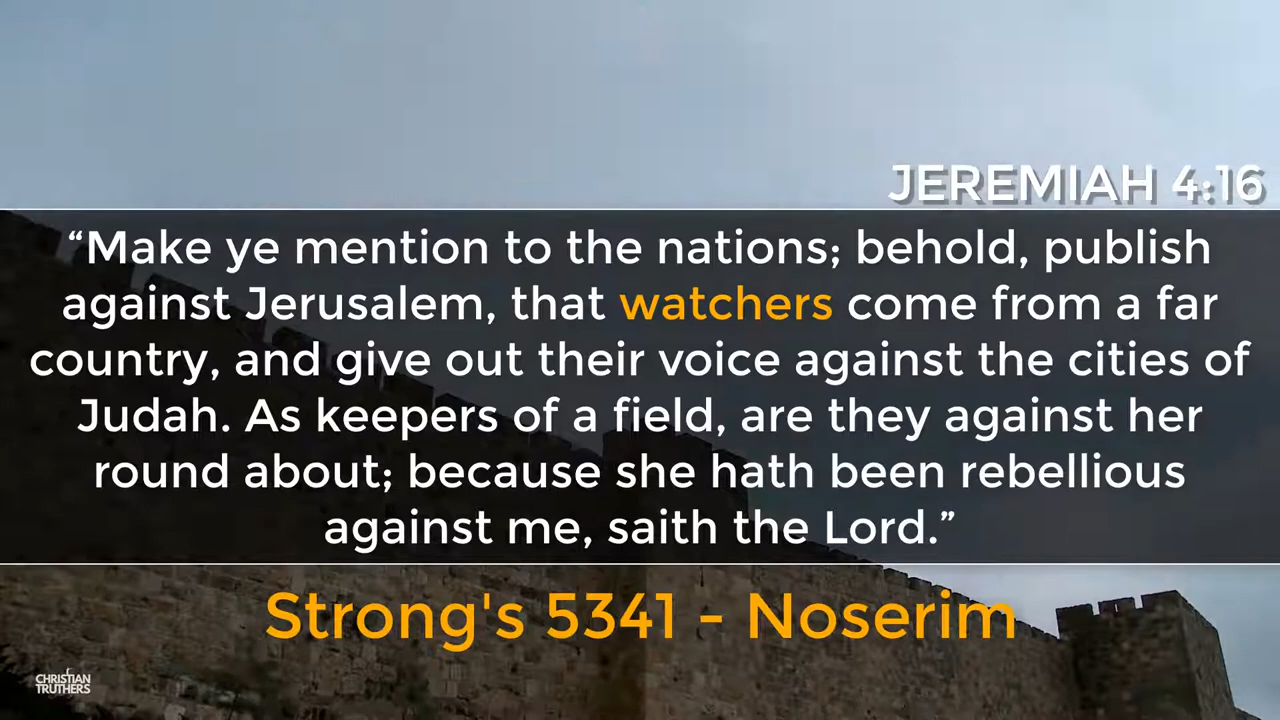 JEREMIAH 4:16
“Make ye mention to the nations; behold, publish
against Jerusalem, that watchers come from a far
country, and give out their voice against the cities of
Judah. As keepers of a field, are they against her
round about; because she hath been rebellious
against me, saith the Lord.”
Strong's 5341 - Noserim
CHRISTIAN
TRUTHERS